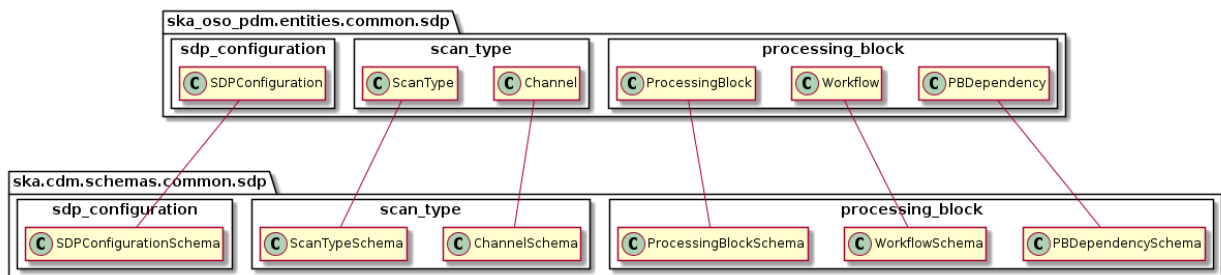 ska_oso_pdm.entities.common.sdp
sdp_configuration
scan_type
processing_block
C SDPConfiguration
C ScanType
C Channel
C ProcessingBlock
C Workflow
C PBDependency
ska.cdm.schemas.common.sdp
sdp_configuration
scan_type
processing_block
C SDPConfigurationSchema
C ScanTypeSchema
C ChannelSchema
C ProcessingBlockSchema
C WorkflowSchema
C PBDependencySchema